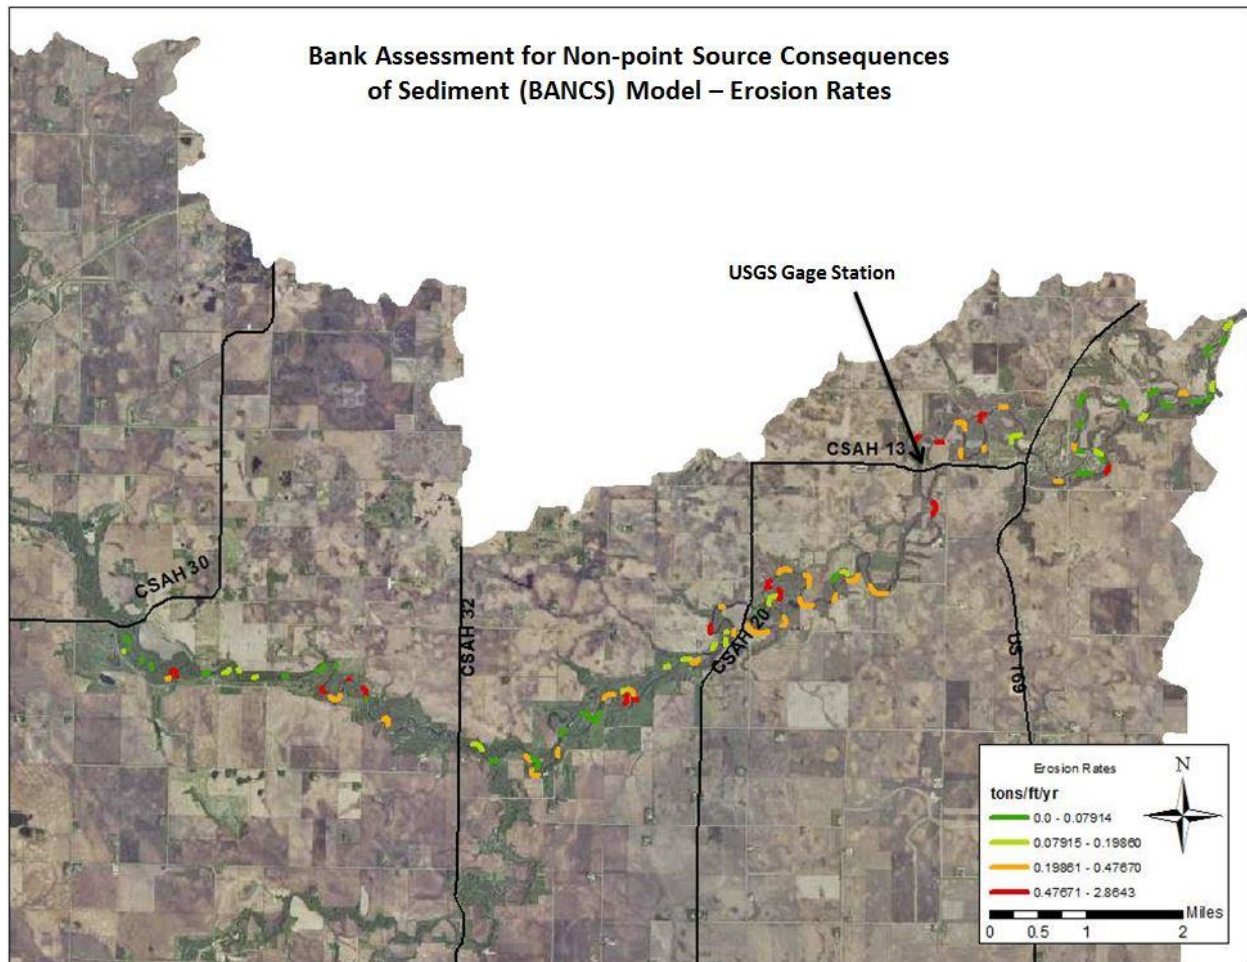 Bank Assessment for Non-point Source Consequences
of Sediment (BANCS) Model – Erosion Rates
USGS Gage Station
CSAH 13
CSAH 30
CSAH 32
CSAH 20
US 169
Erosion Rates
N
tons/ft/yr
0.0 - 0.07914
0.07915 - 0.19860
0.19861 - 0.47670
0.47671 - 2.8643
Miles
0 0.5 1 2